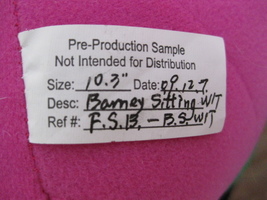 Pre-Production Sample
Not Intended for Distribution
Size: 10.3" Date: 09.12.7
Desc: Barney Sitting W/T
Ref #: F.S.B. - B.S. W/T